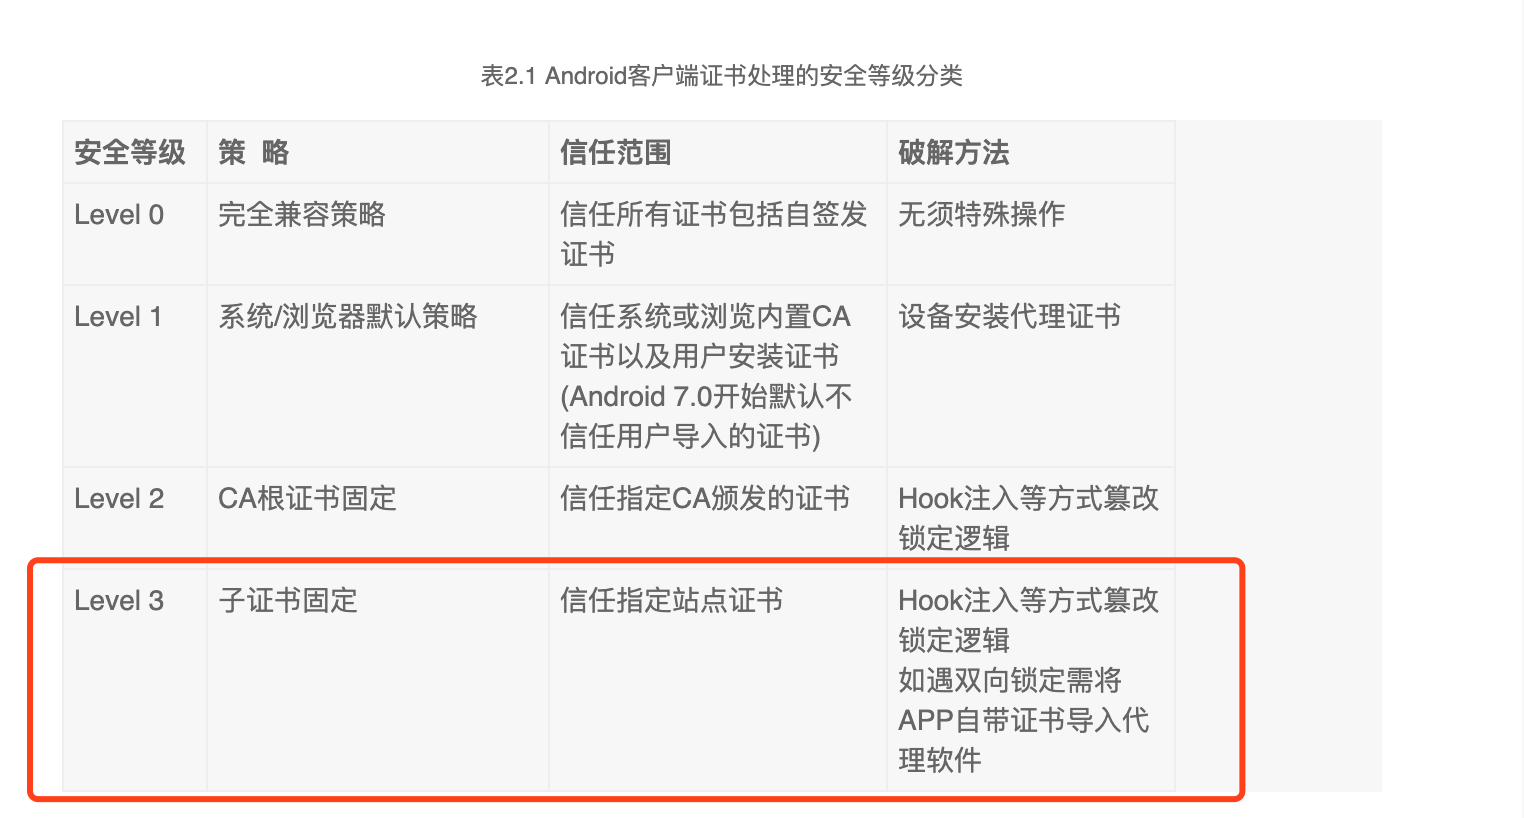 表2.1 Android客户端证书处理的安全等级分类
安全等级 策 略 信任范围 破解方法
Level 0 完全兼容策略 信任所有证书包括自签发 无须特殊操作
证书
Level 1 系统/浏览器默认策略 信任系统或浏览内置CA 设备安装代理证书
证书以及用户安装证书
(Android 7.0开始默认不
信任用户导入的证书)
Level 2 CA根证书固定 信任指定CA颁发的证书 Hook注入等方式篡改
锁定逻辑
Level 3 子证书固定 信任指定站点证书 Hook注入等方式篡改
锁定逻辑
如遇双向锁定需将
APP自带证书导入代
理软件